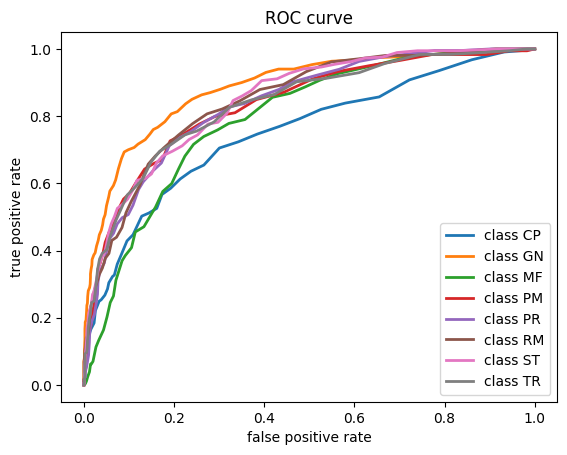 ROC curve
true positive rate
1.0
0.8
0.6
0.4
0.2
0.0
class CP
class GN
class MF
class PM
class PR
class RM
class ST
class TR
0.0 0.2 0.4 0.6 0.8 1.0
false positive rate